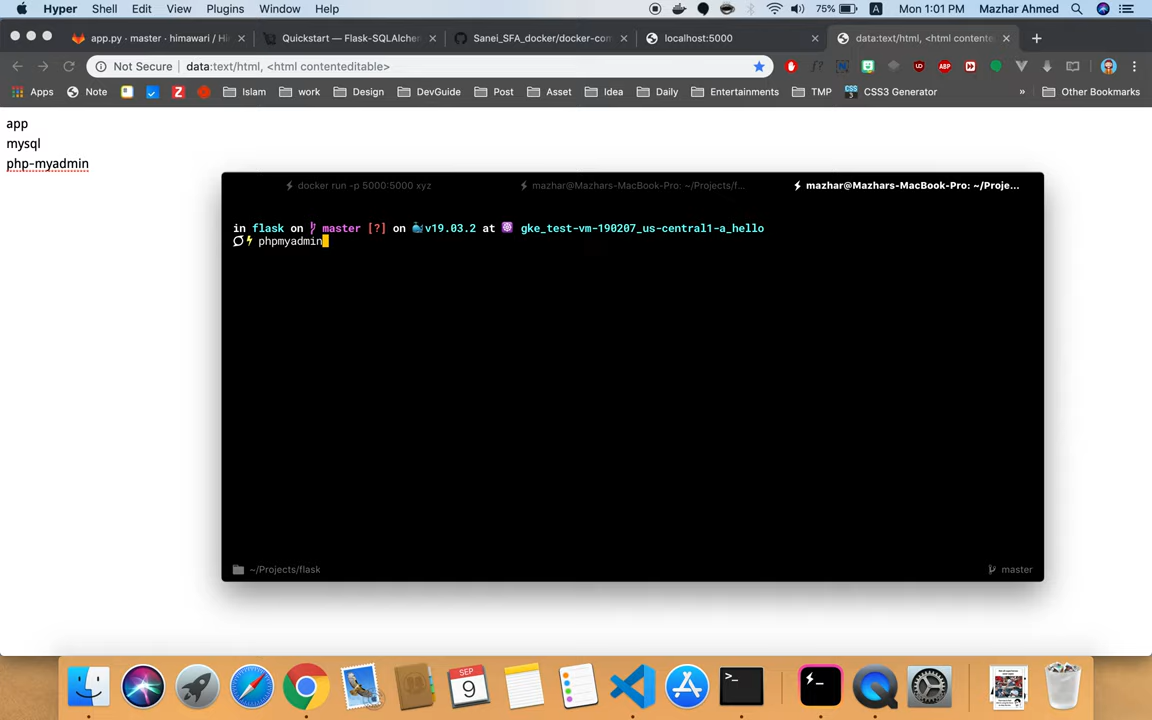 Hyper Shell Edit View Plugins Window Help 75% A Mon 1:01 PM Mazhar Ahmed
app.py · master · himawari / Hi
Quickstart — Flask-SQLAlchem
Sanei_SFA_docker/docker-com
localhost:5000
data:text/html, <html contente
Not Secure | data:text/html, <html contenteditable>
Apps Note Islam work Design DevGuide Post Asset Idea Daily Entertainments TMP CSS3 Generator » Other Bookmarks
app
mysql
php-myadmin
docker run -p 5000:5000 xyz
mazhar@Mazhars-MacBook-Pro: ~/Projects/f...
mazhar@Mazhars-MacBook-Pro: ~/Proje...
in flask on master [?] on v19.03.2 at gke_test-vm-190207_us-central1-a_hello
phpmyadmin
~/Projects/flask
master
SEP
9